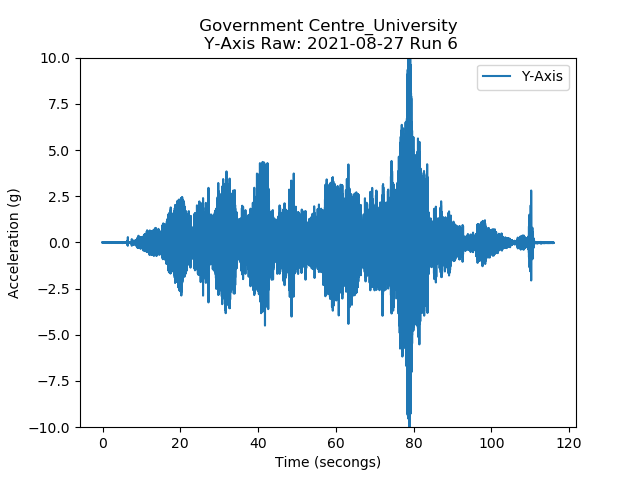 Government Centre_University
Y-Axis Raw: 2021-08-27 Run 6
Y-Axis
10.0
7.5
5.0
2.5
0.0
−2.5
−5.0
−7.5
−10.0
Acceleration (g)
0 20 40 60 80 100 120
Time (secongs)